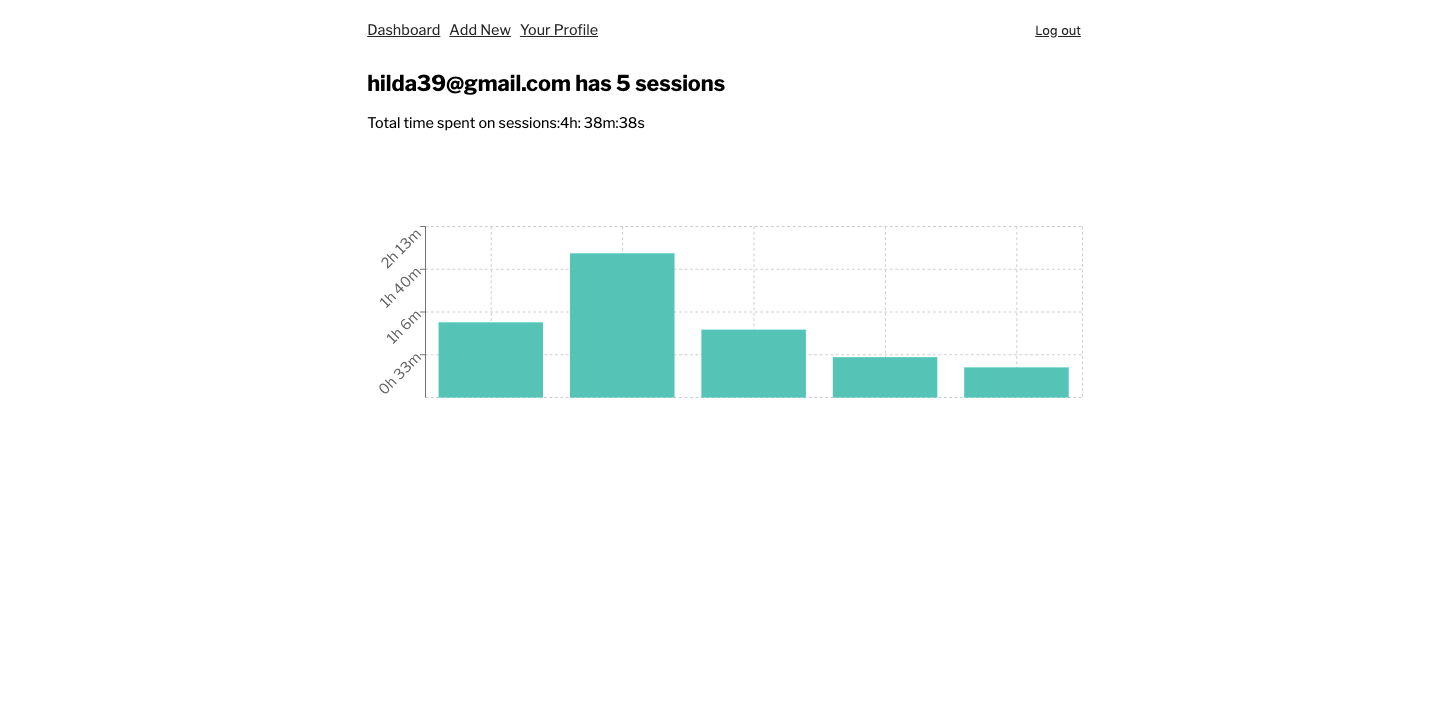 Dashboard Add New Your Profile Log out
hilda39@gmail.com has 5 sessions
Total time spent on sessions:4h: 38m:38s
2h 13m
1h 40m
1h 6m
0h 33m